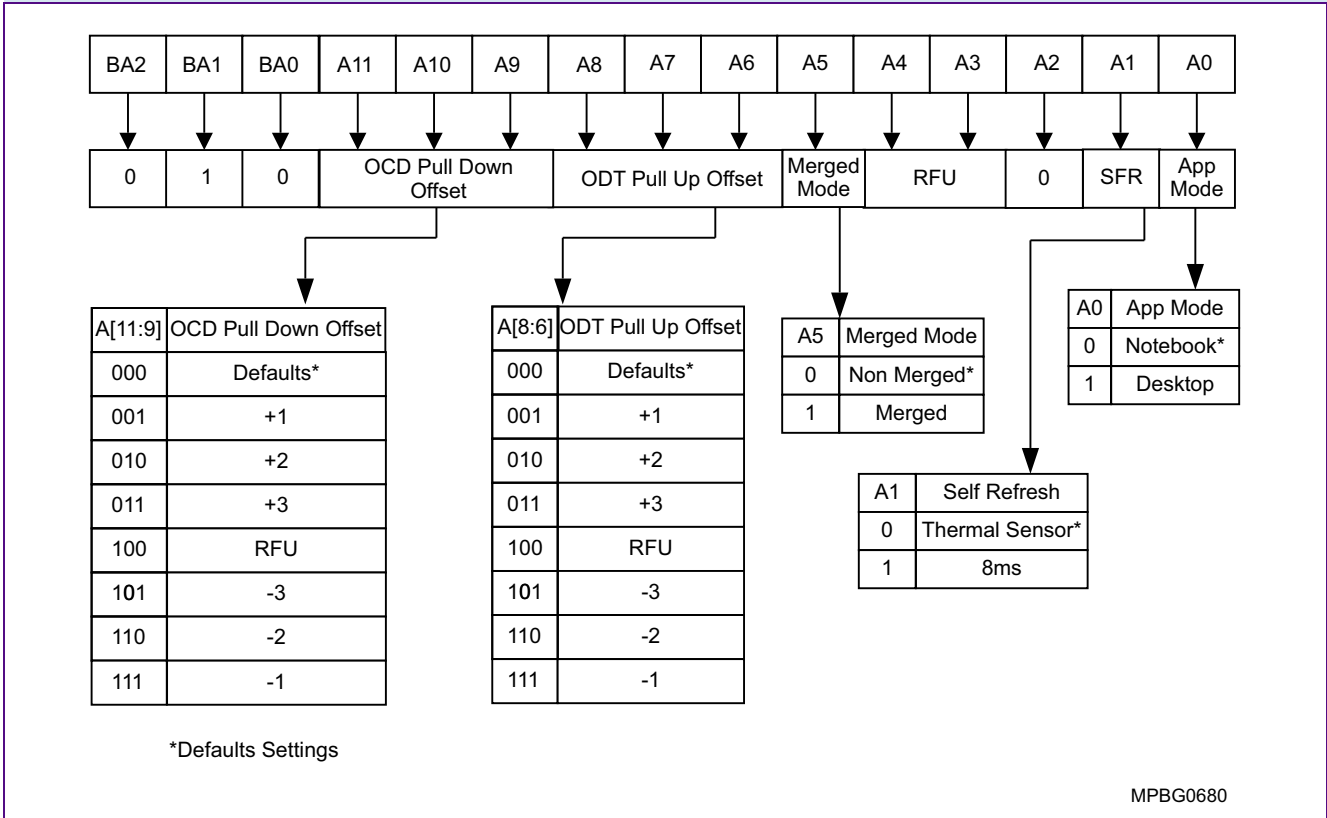 BA2 BA1 BA0 A11 A10 A9 A8 A7 A6 A5 A4 A3 A2 A1 A0
0 1 0 OCD Pull Down Offset ODT Pull Up Offset Merged Mode RFU 0 SFR App Mode
A[11:9] OCD Pull Down Offset
000 Defaults*
001 +1
010 +2
011 +3
100 RFU
101 -3
110 -2
111 -1
A[8:6] ODT Pull Up Offset
000 Defaults*
001 +1
010 +2
011 +3
100 RFU
101 -3
110 -2
111 -1
A5 Merged Mode
0 Non Merged*
1 Merged
A1 Self Refresh
0 Thermal Sensor*
1 8ms
A0 App Mode
0 Notebook*
1 Desktop
*Defaults Settings
MPBG0680